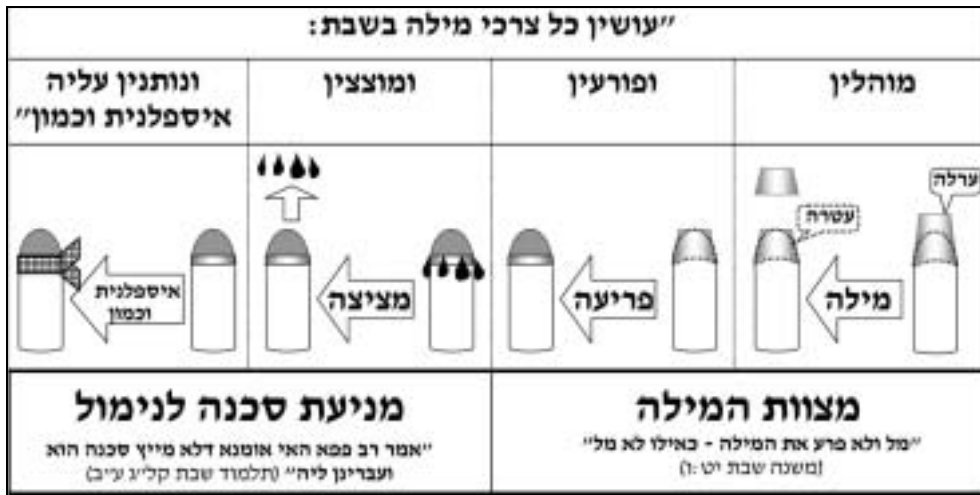 ״עושין כל צרכי מילה בשבת:
מוהלין
ופורעין
ומוצצין
ונותנין עליה
איספלנית וכמון״
ערלה
עטרה
מילה
פריעה
מציצה
איספלנית
וכמון
מצוות המילה
״מל ולא פרע את המילה - כאילו לא מל״
(משנה שבת יט:ו)
מניעת סכנה לנימול
״אמר רב פפא האי אומנא דלא מייץ סכנה הוא
ועברינן ליה״ (תלמוד שבת קל״ג ע״ב)